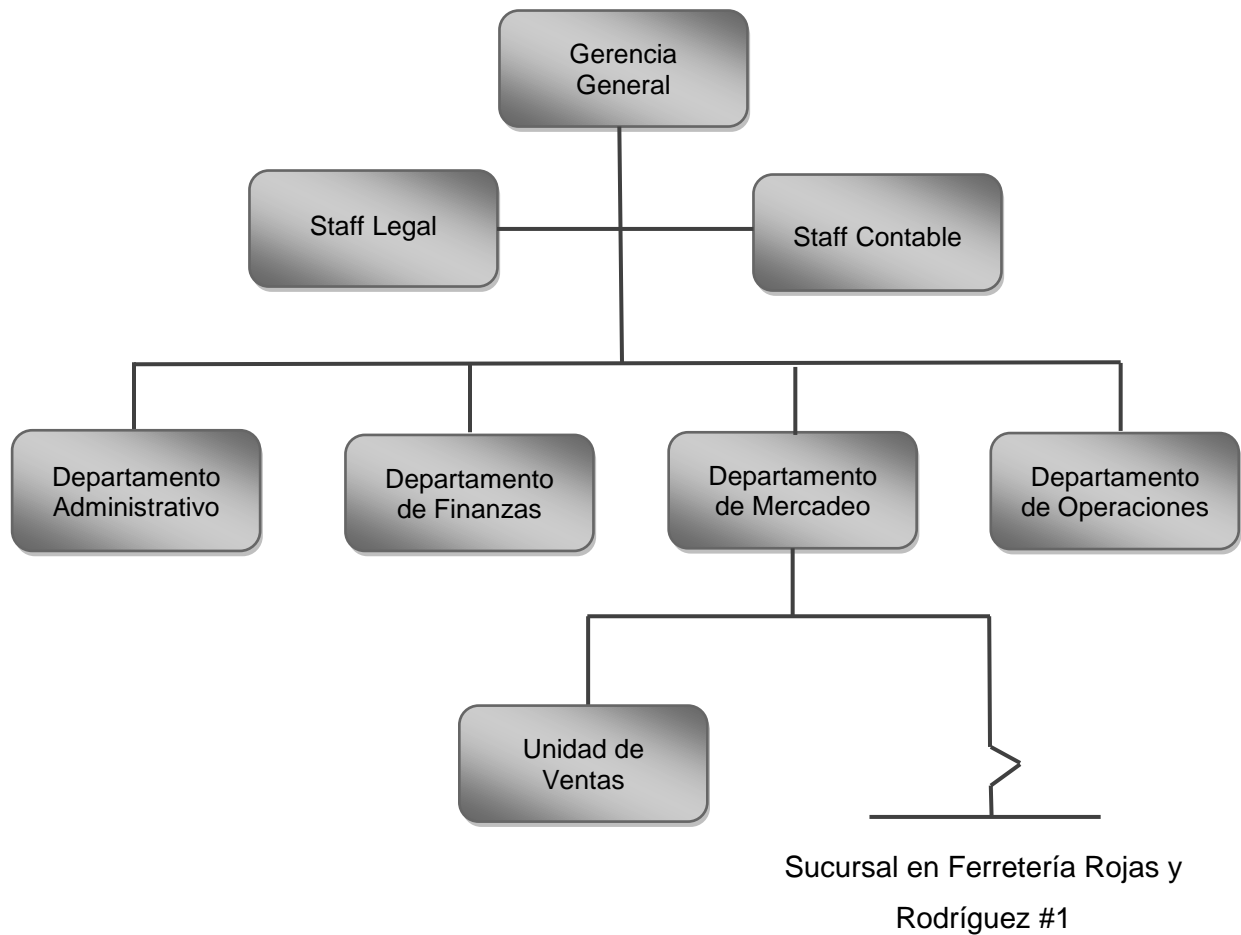 Gerencia
General
Staff Legal
Staff Contable
Departamento
Administrativo
Departamento
de Finanzas
Departamento
de Mercadeo
Departamento
de Operaciones
Unidad de
Ventas
Sucursal en Ferretería Rojas y
Rodríguez #1